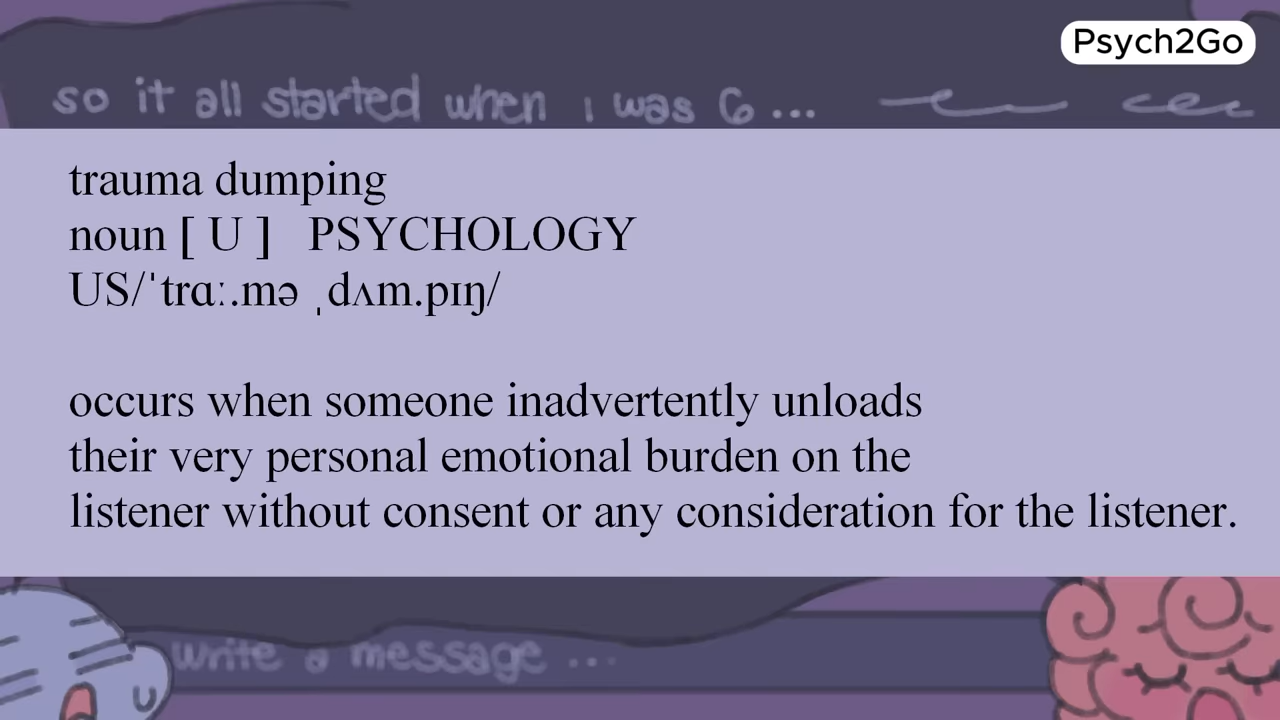 Psych2Go
so it all started when i was 6 ...
trauma dumping
noun [ U ] PSYCHOLOGY
US/ˈtrɑː.mə ˌdʌm.pɪŋ/
occurs when someone inadvertently unloads
their very personal emotional burden on the
listener without consent or any consideration for the listener.
write a message ...